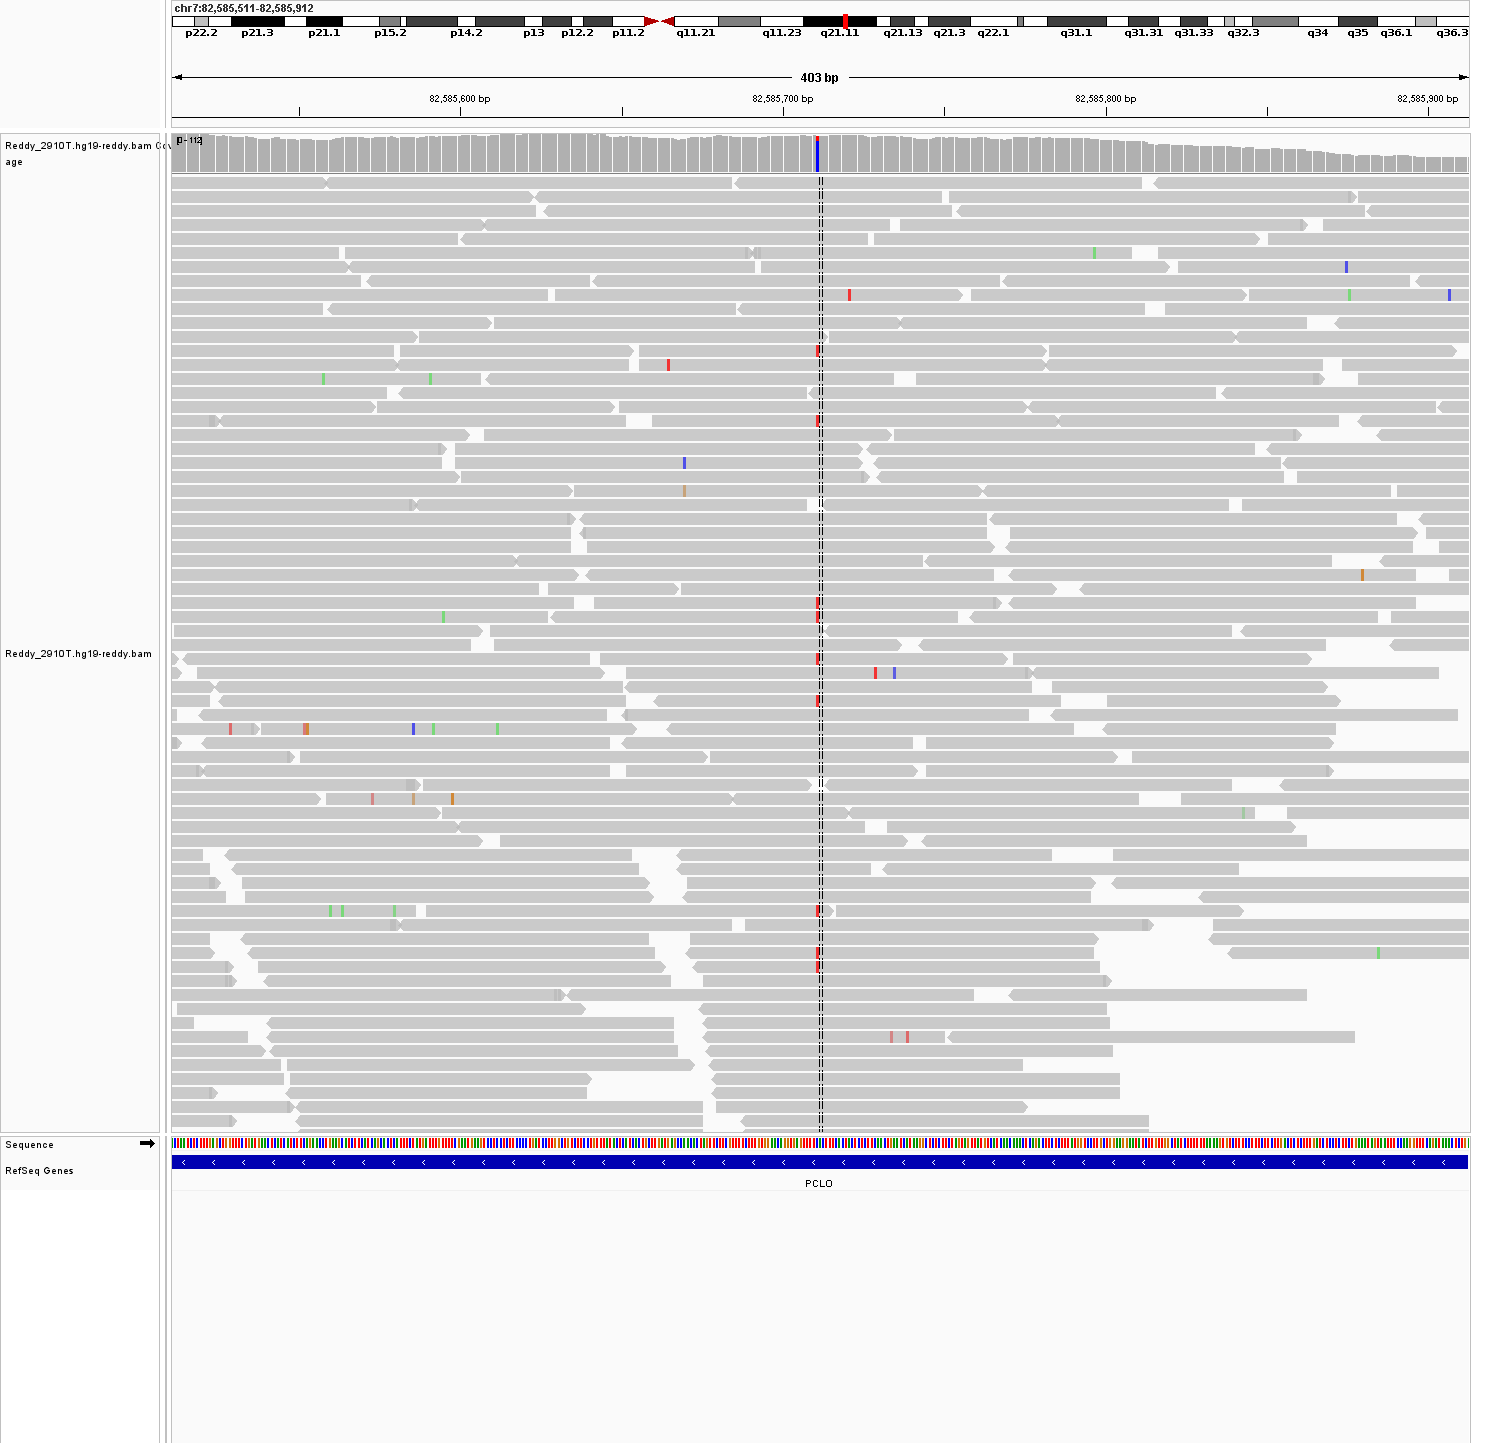 chr7:82,585,511-82,585,912
p22.2 p21.3 p21.1 p15.2 p14.2 p13 p12.2 p11.2 q11.21 q11.23 q21.11 q21.13 q21.3 q22.1 q31.1 q31.31 q31.33 q32.3 q34 q35 q36.1 q36.3
403 bp
82,585,600 bp 82,585,700 bp 82,585,800 bp 82,585,900 bp
[0 - 112]
Reddy_2910T.hg19-reddy.bam Cov
age
Reddy_2910T.hg19-reddy.bam
Sequence
RefSeq Genes
PCLO